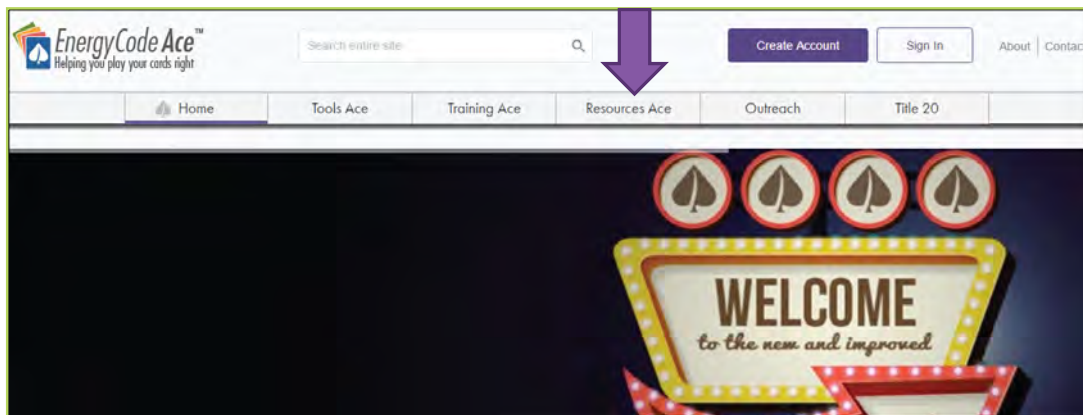 EnergyCode Ace™
Helping you play your cards right
Search entire site
Create Account
Sign In
About | Contac
Home
Tools Ace
Training Ace
Resources Ace
Outreach
Title 20
WELCOME
to the new and improved